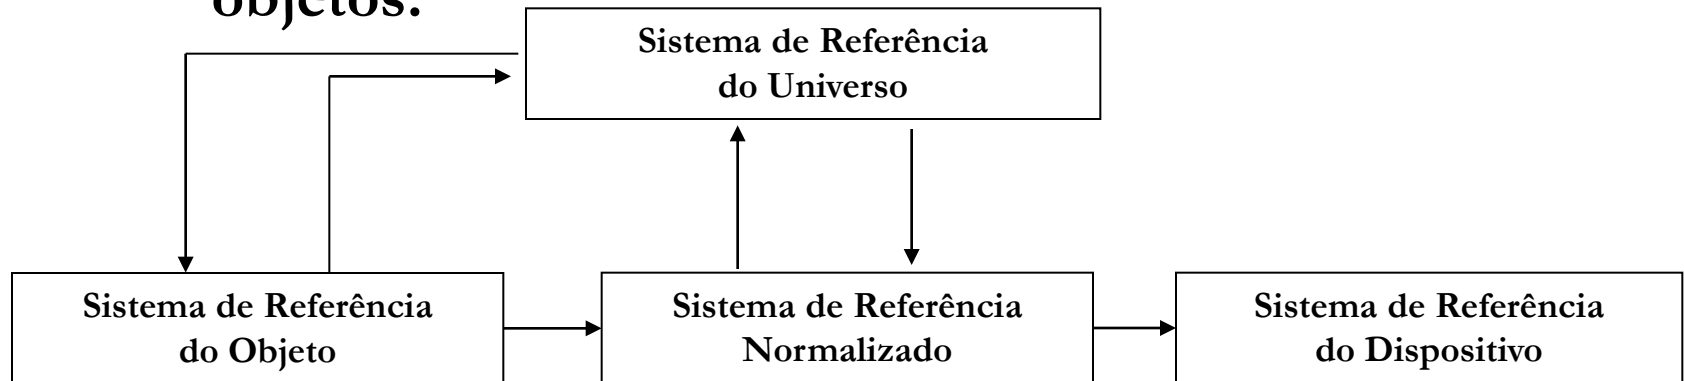 objetos.
Sistema de Referência
do Universo
Sistema de Referência
do Objeto
Sistema de Referência
Normalizado
Sistema de Referência
do Dispositivo